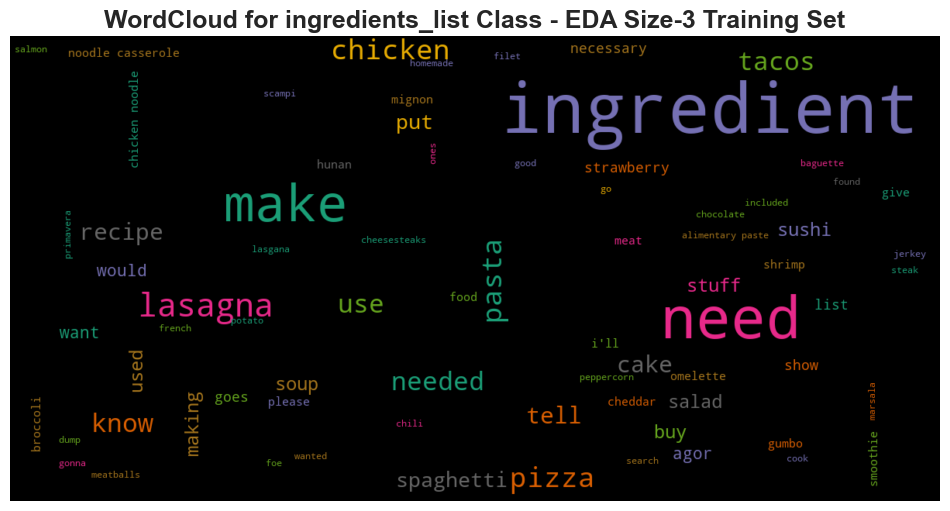 WordCloud for ingredients_list Class - EDA Size-3 Training Set
salmon
noodle casserole
chicken
homemade
filet
necessary
tacos
chicken noodle
scampi
mignon
put
ones
ingredient
hunan
good
strawberry
baguette
found
go
give
make
included
chocolate
primavera
recipe
lasgana
cheesesteaks
pasta
meat
alimentary paste
sushi
jerkey
would
shrimp
steak
lasagna
potato
use
food
stuff
need
list
want
french
i'll
used
soup
goes
please
needed
cake
peppercorn
omelette
show
broccoli
making
know
chili
tell
cheddar
salad
marsala
dump
buy
gumbo
gonna
meatballs
foe
wanted
search
agor
cook
smoothie
spaghetti
pizza